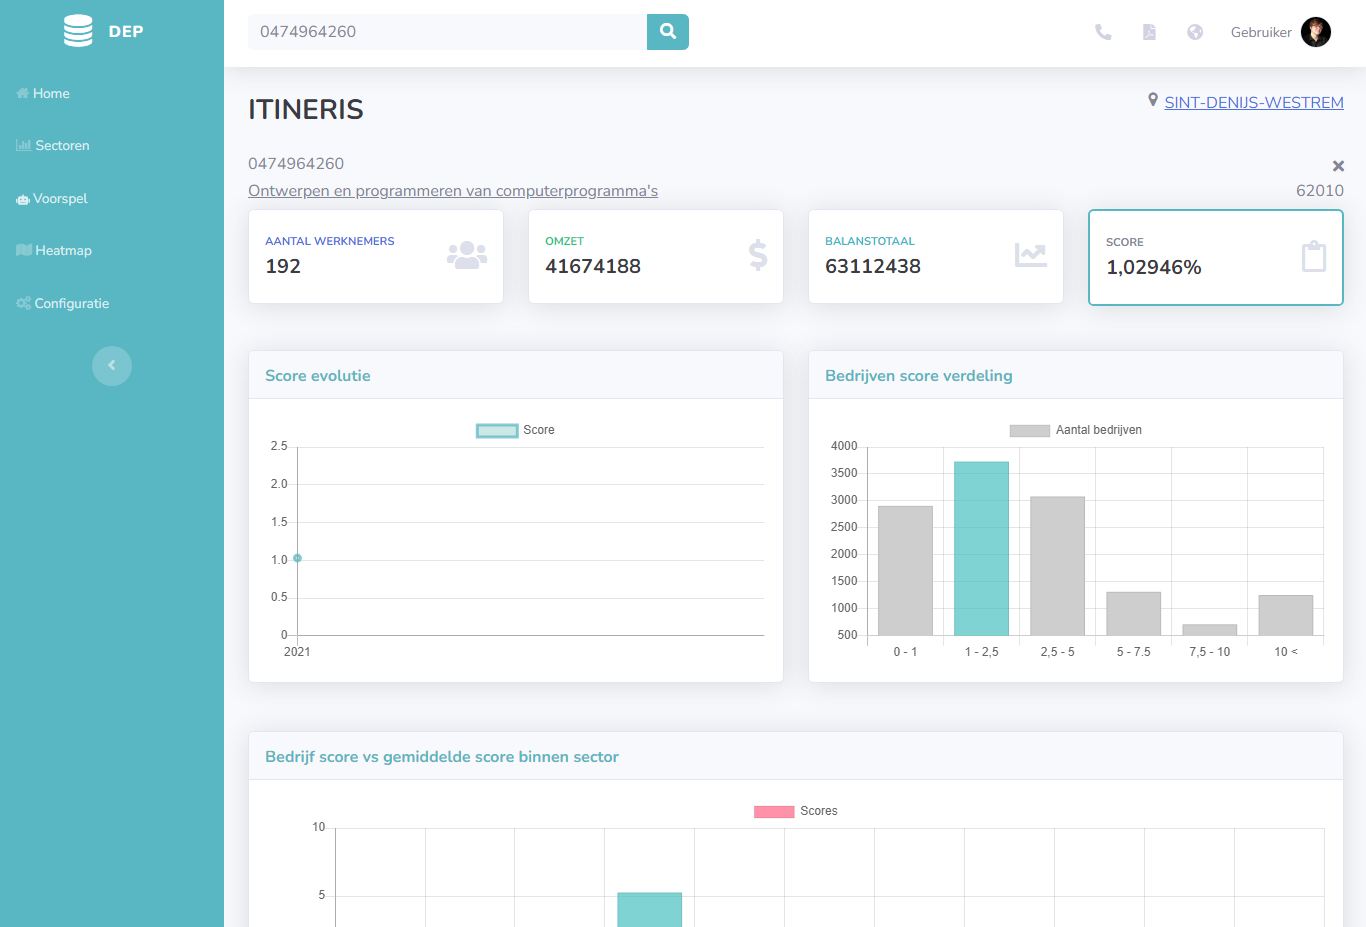 DEP
0474964260
Gebruiker
Home
Sectoren
Voorspel
Heatmap
Configuratie
ITINERIS
SINT-DENIJS-WESTREM
0474964260
Ontwerpen en programmeren van computerprogramma's
62010
AANTAL WERKNEMERS
192
OMZET
41674188
BALANSTOTAAL
63112438
SCORE
1,02946%
Score evolutie
Score
2.5
2.0
1.5
1.0
0.5
0
2021
Bedrijven score verdeling
Aantal bedrijven
4000
3500
3000
2500
2000
1500
1000
500
0 - 1
1 - 2,5
2,5 - 5
5 - 7.5
7,5 - 10
10 <
Bedrijf score vs gemiddelde score binnen sector
Scores
10
5